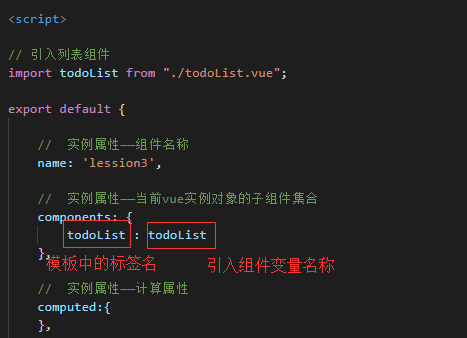 <script>
// 引入列表组件
import todoList from "./todoList.vue";
export default {
// 实例属性——组件名称
name: 'lession3',
// 实例属性——当前vue实例对象的子组件集合
components: {
todoList : todoList
},
模板中的标签名 引入组件变量名称
// 实例属性——计算属性
computed:{
},